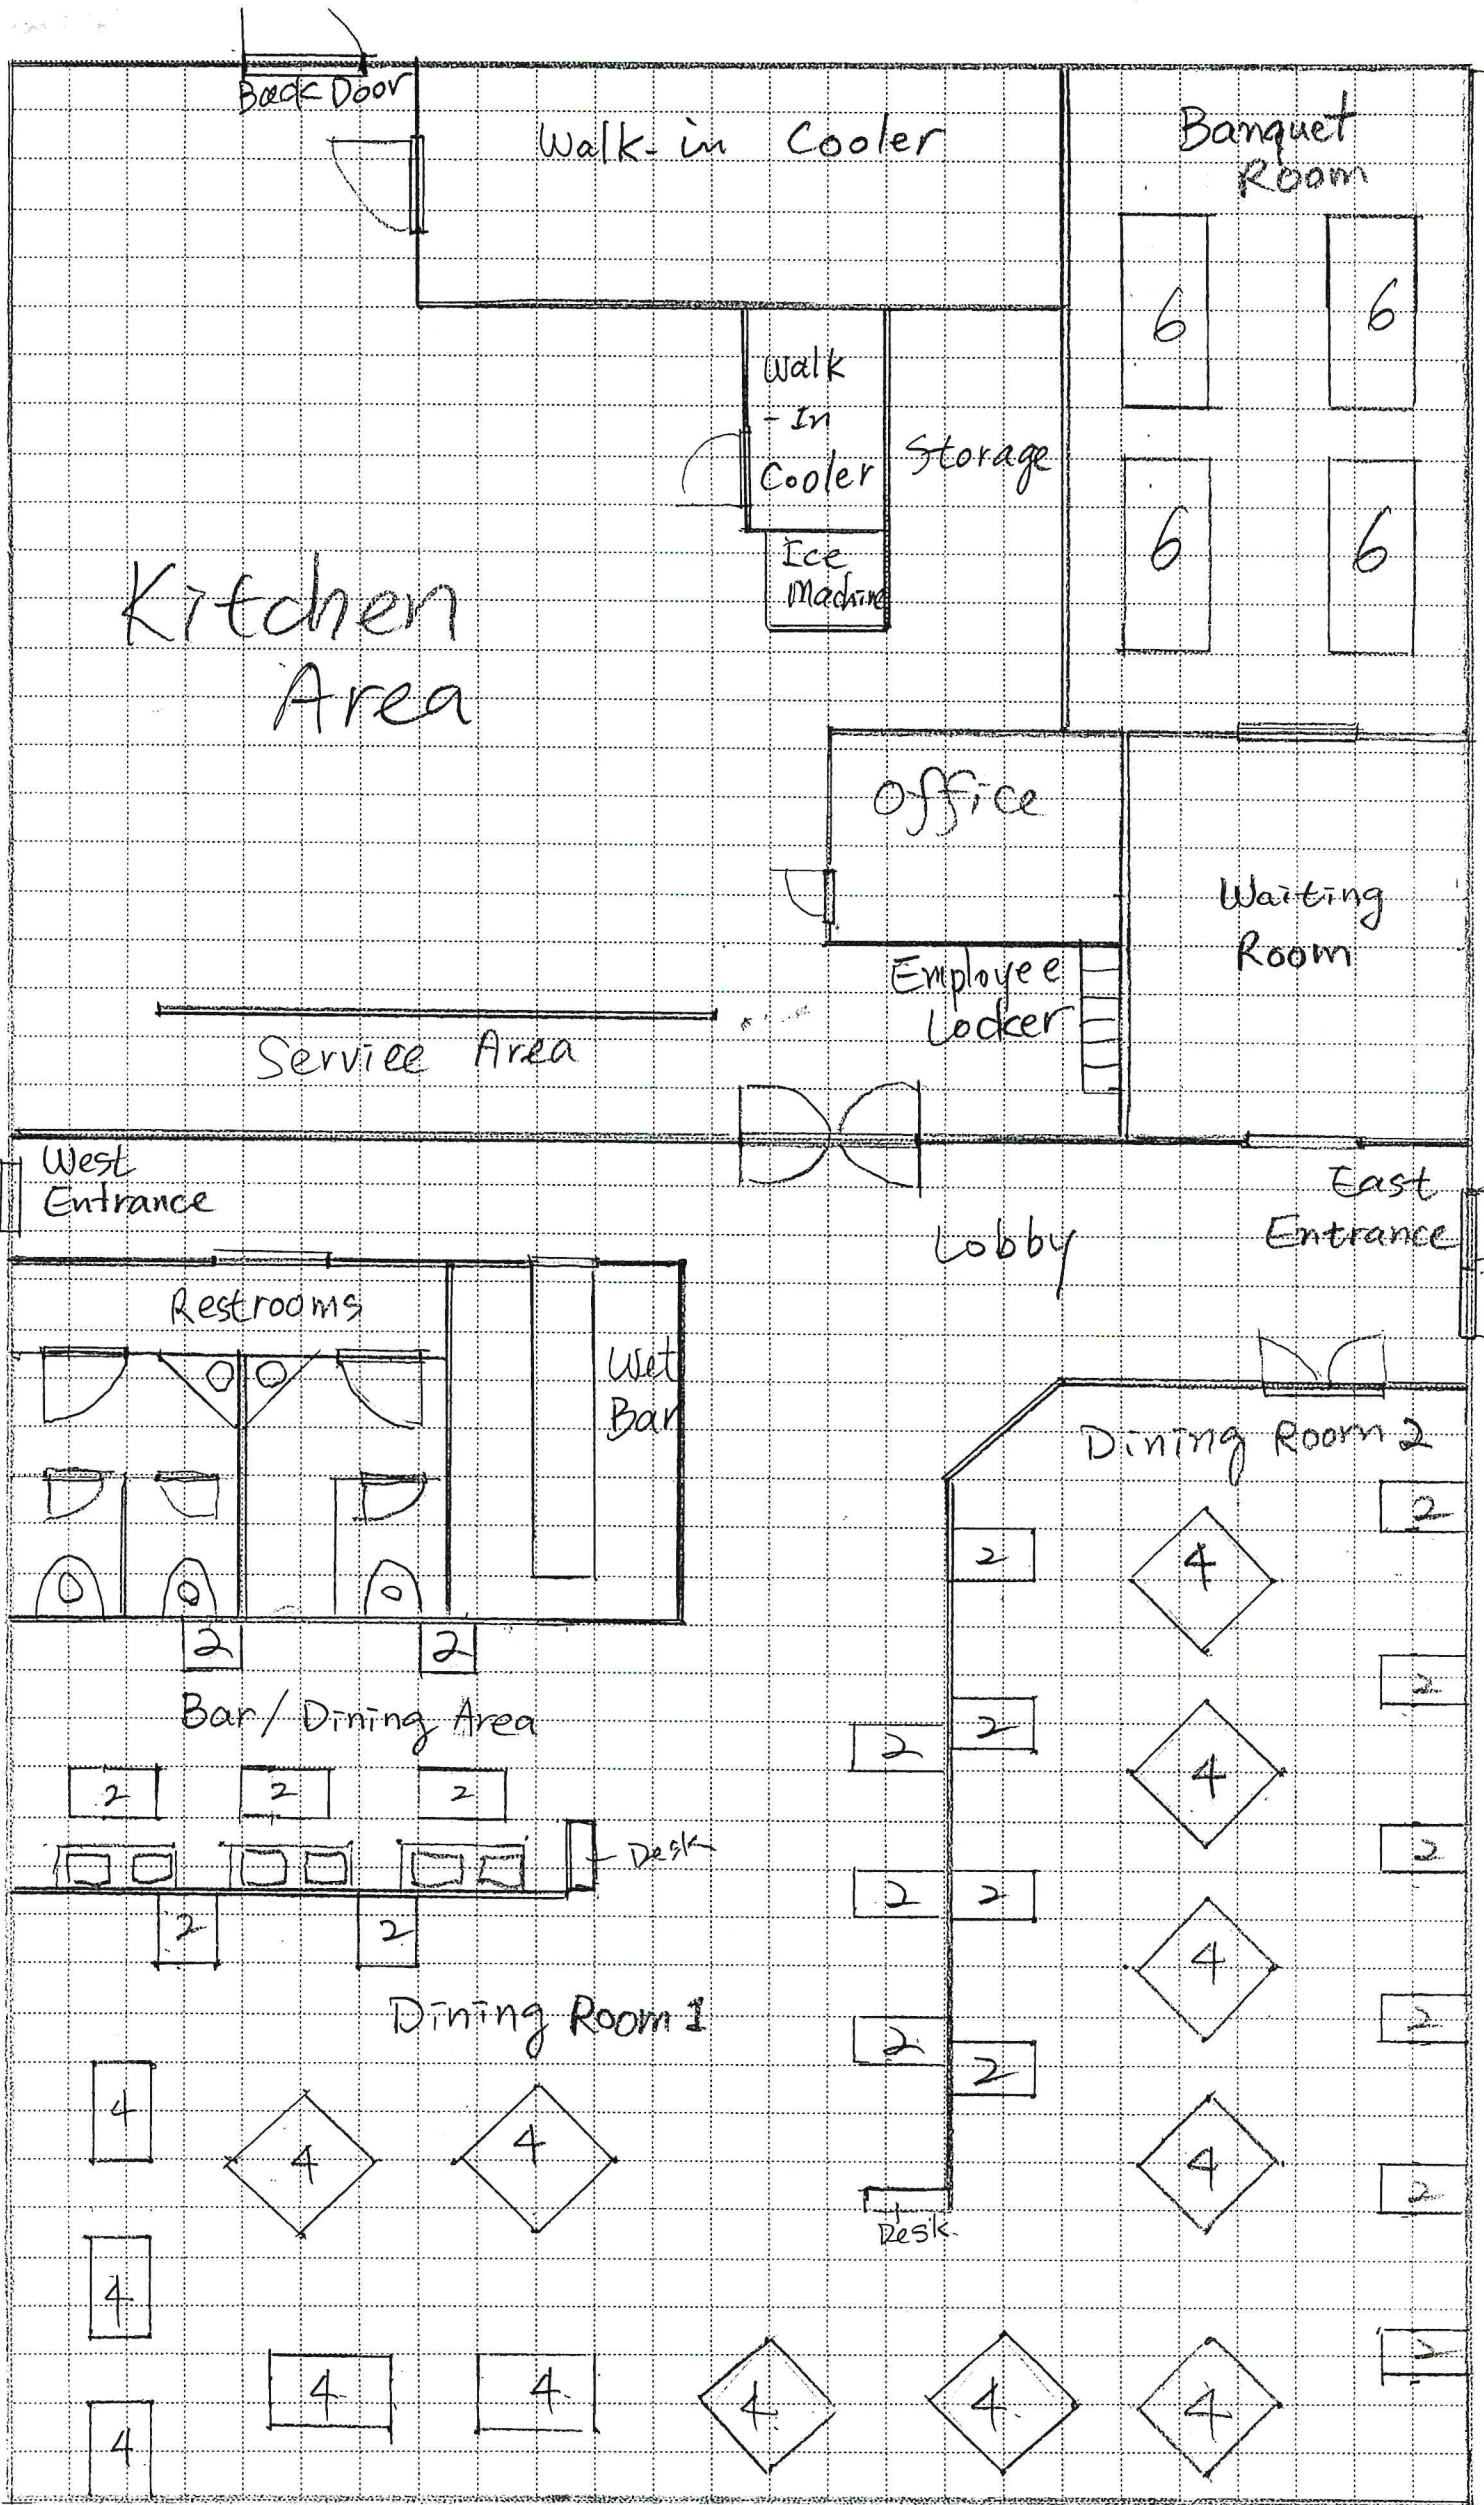 Back Door
Walk-in Cooler
Banquet
Room
6
6
Walk
-In
Cooler
Storage
6
6
Ice
Machine
Kitchen
Area
Office
Waiting
Room
Employee
Locker
Service Area
West
Entrance
East
Entrance
Lobby
Restrooms
Wet
Bar
Dining Room 2
2
2
4
2
2
2
Bar/Dining Area
2
2
2
4
2
2
2
2
Desk
2
2
2
2
2
4
Dining Room 1
2
2
2
4
4
4
4
2
Desk
4
2
4
4
4
4
4
4
4